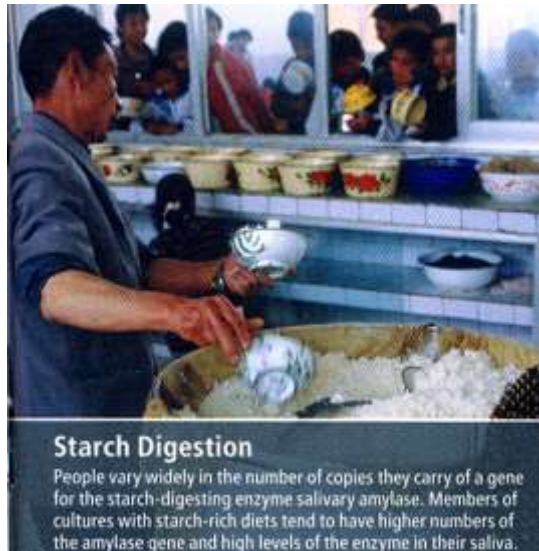 Starch Digestion
People vary widely in the number of copies they carry of a gene
for the starch-digesting enzyme salivary amylase. Members of
cultures with starch-rich diets tend to have higher numbers of
the amylase gene and high levels of the enzyme in their saliva.